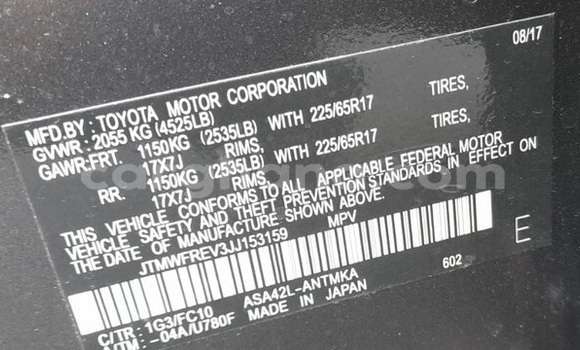 08/17
MFD.BY: TOYOTA MOTOR CORPORATION
GVWR: 2055 KG (4525LB)
GAWR:FRT. 1150KG (2535LB) WITH 225/65R17 TIRES,
17X7J RIMS,
RR. 1150KG (2535LB) WITH 225/65R17 TIRES,
17X7J RIMS,
THIS VEHICLE CONFORMS TO ALL APPLICABLE FEDERAL MOTOR
VEHICLE SAFETY AND THEFT PREVENTION STANDARDS IN EFFECT ON
THE DATE OF MANUFACTURE SHOWN ABOVE.
JTMWFREV3JJ153159 MPV
E
602
C/TR: 1G3/FC10 ASA42L-ANTMKA
A/TM: -04A/U780F MADE IN JAPAN